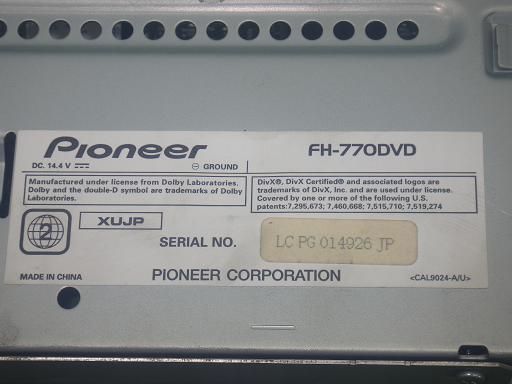 Pioneer FH-770DVD
DC. 14.4 V ⎓ ⊖ GROUND
Manufactured under license from Dolby Laboratories.
Dolby and the double-D symbol are trademarks of Dolby
Laboratories.
DivX®, DivX Certified® and associated logos are
trademarks of DivX, Inc. and are used under license.
Covered by one or more of the following U.S.
patents:7,295,673; 7,460,668; 7,515,710; 7,519,274
2
XUJP
SERIAL NO. LC PG 014926 JP
MADE IN CHINA PIONEER CORPORATION <CAL9024-A/U>